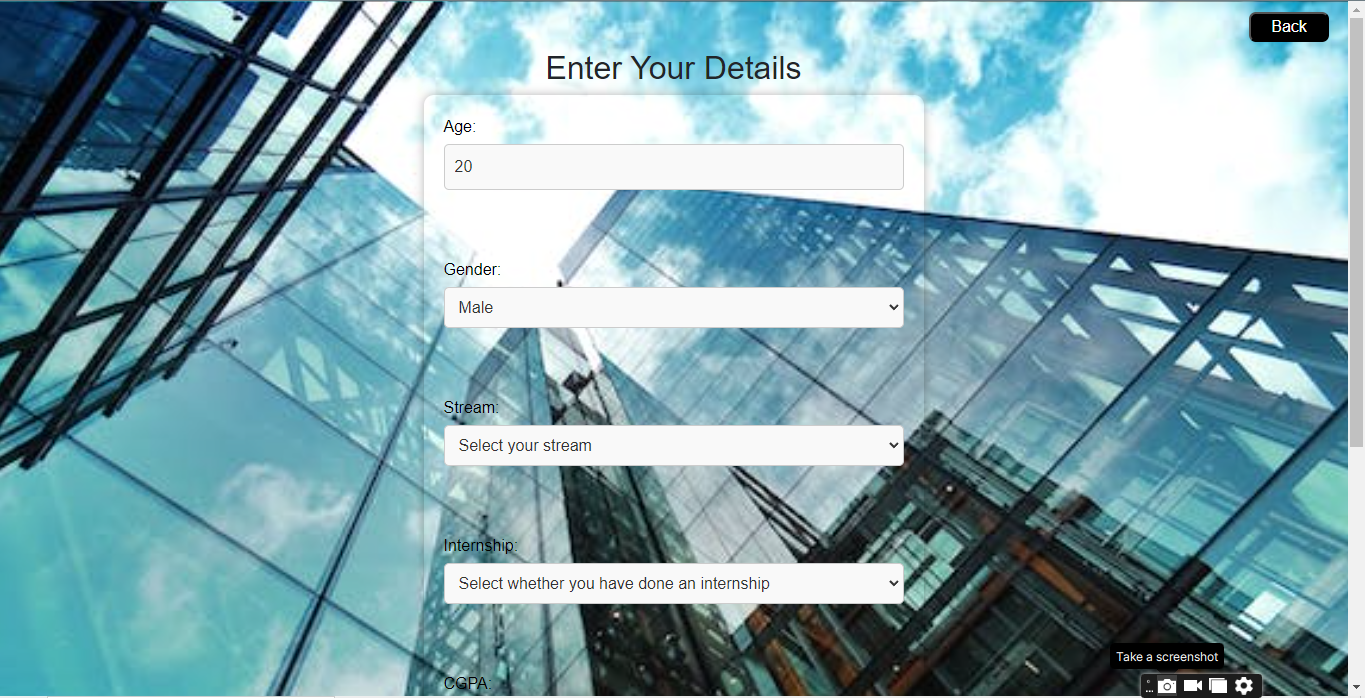 Back
Enter Your Details
Age:
20
Gender:
Male
Stream:
Select your stream
Internship:
Select whether you have done an internship
Take a screenshot
CGPA: